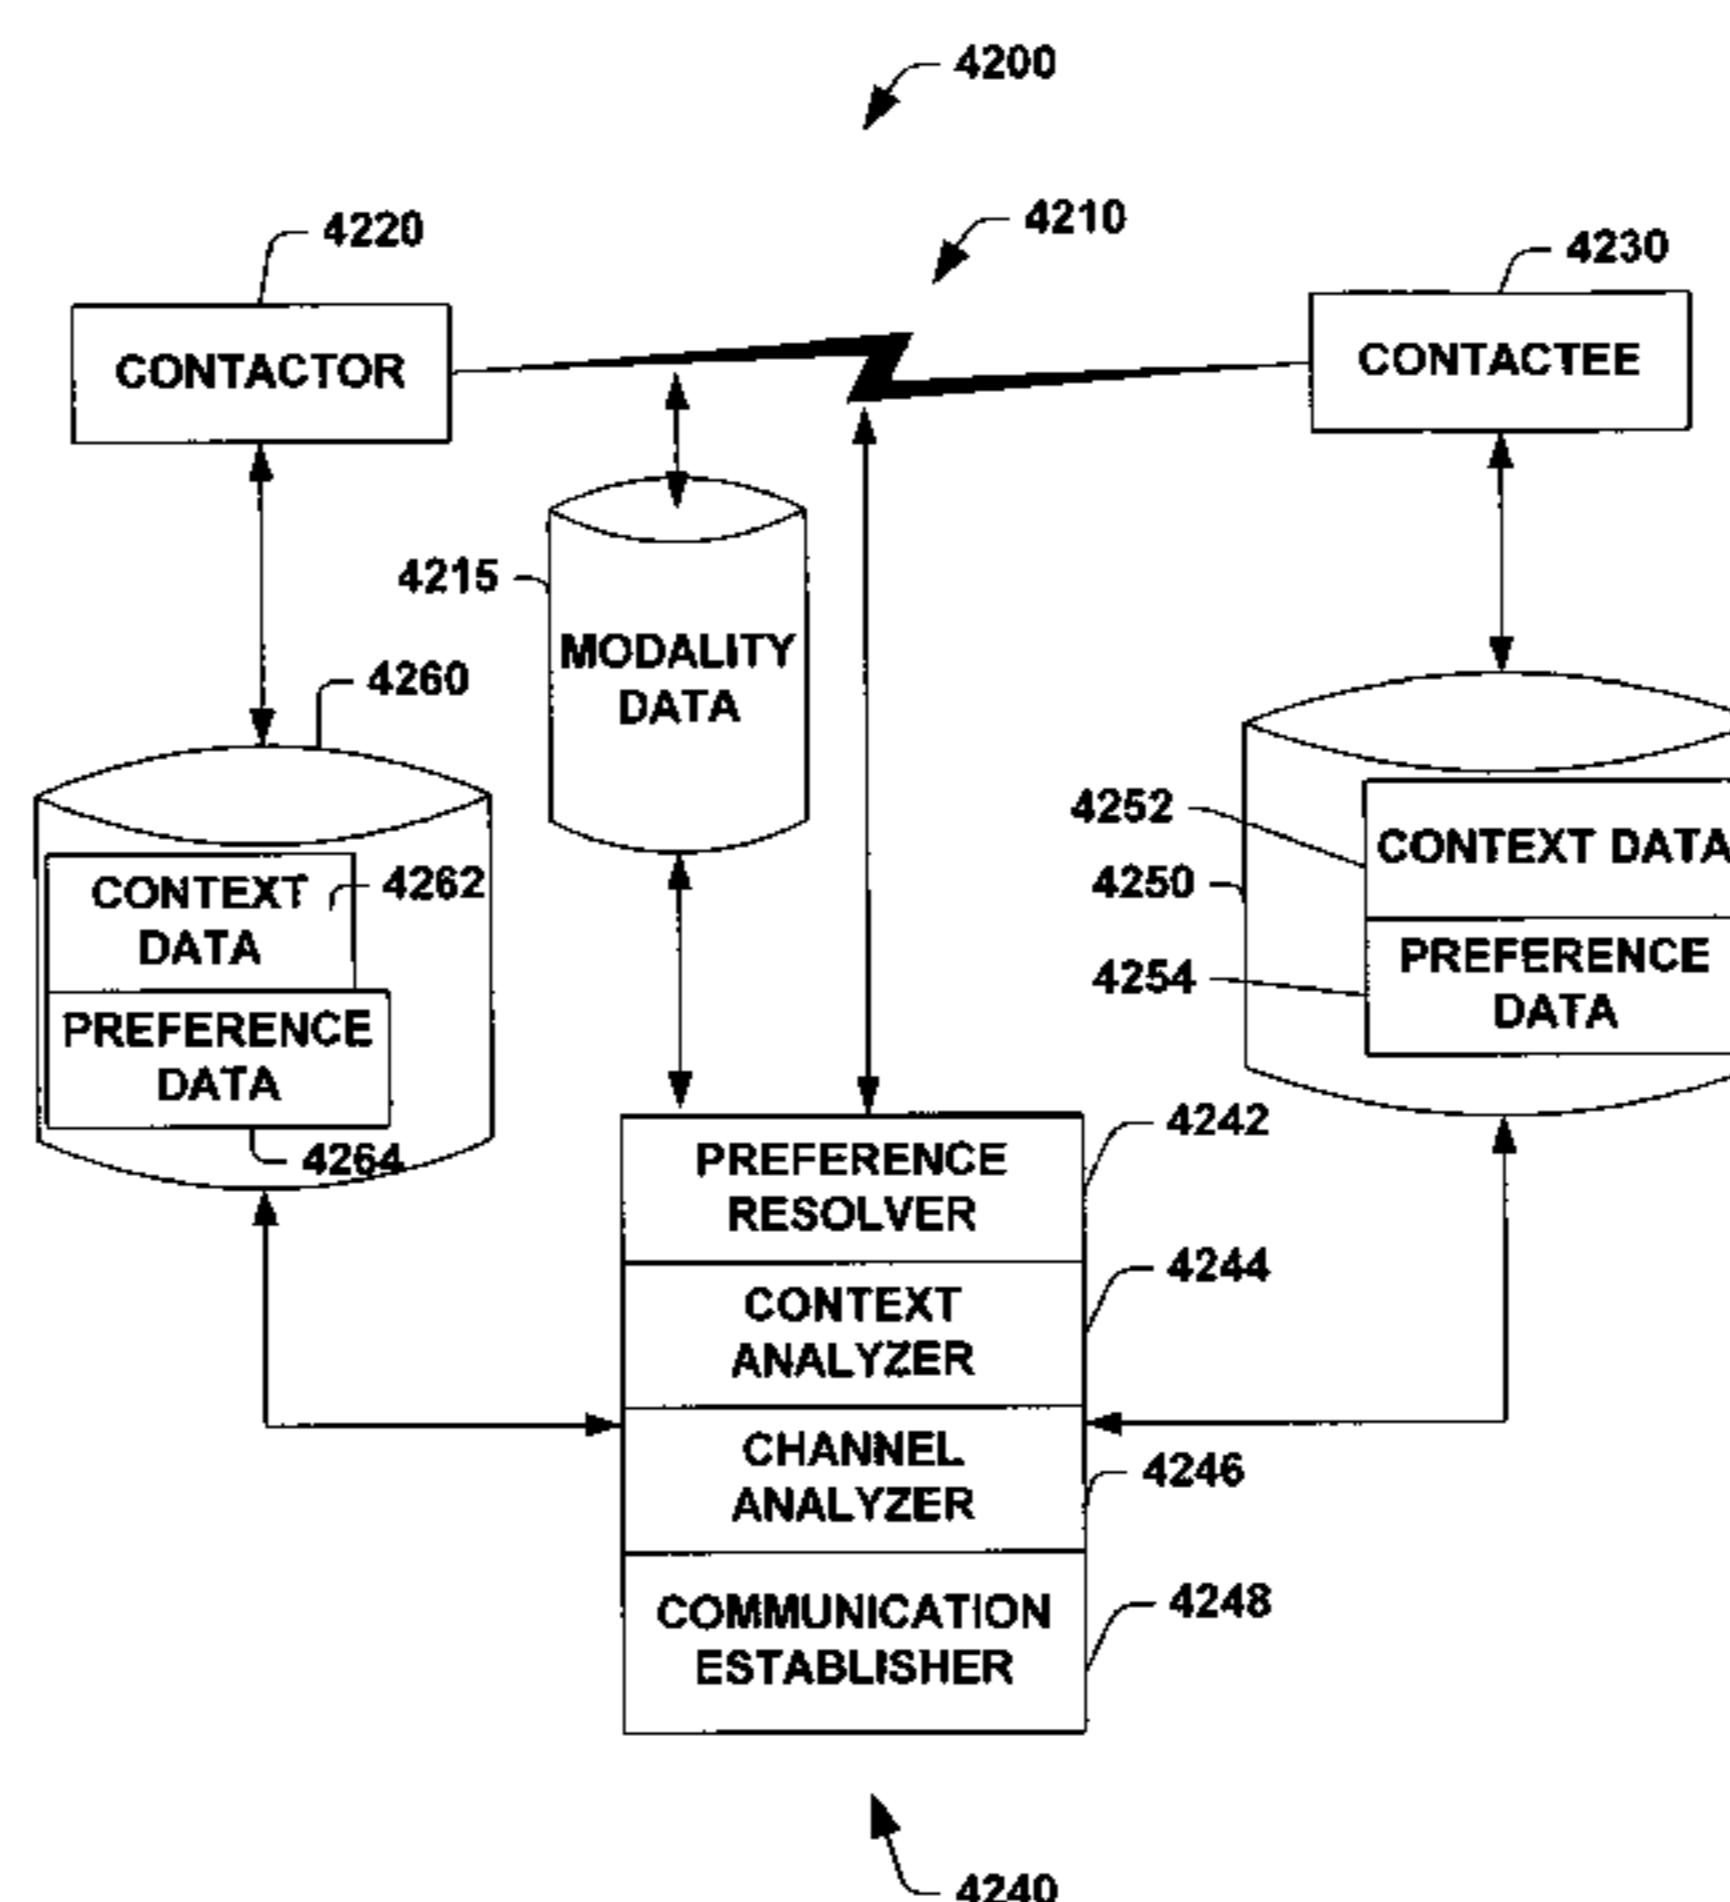 4200
4210
4220
4230
CONTACTOR
CONTACTEE
4215
MODALITY
DATA
4260
4252
CONTEXT DATA
4250
4262
CONTEXT
DATA
PREFERENCE
DATA
4254
PREFERENCE
DATA
4264
4242
PREFERENCE
RESOLVER
4244
CONTEXT
ANALYZER
CHANNEL
ANALYZER
4246
COMMUNICATION
ESTABLISHER
4248
4240